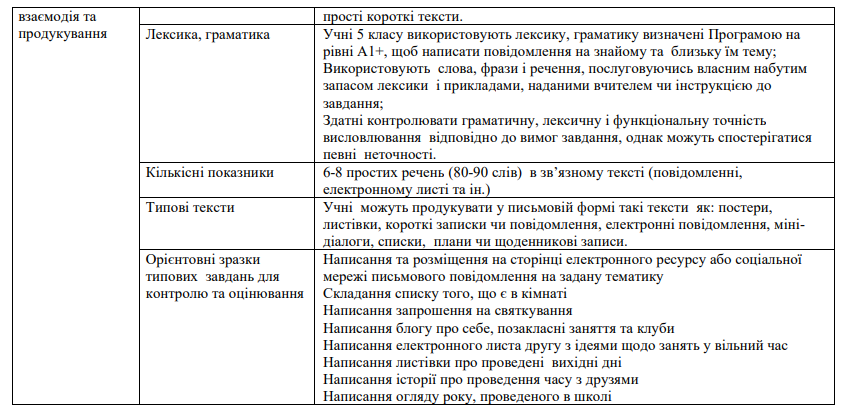 взаємодія та
продукування
прості короткі тексти.
Лексика, граматика
Учні 5 класу використовують лексику, граматику визначені Програмою на
рівні А1+, щоб написати повідомлення на знайому та близьку їм тему;
Використовують слова, фрази і речення, послуговуючись власним набутим
запасом лексики і прикладами, наданими вчителем чи інструкцією до
завдання;
Здатні контролювати граматичну, лексичну і функціональну точність
висловлювання відповідно до вимог завдання, однак можуть спостерігатися
певні неточності.
Кількісні показники
6-8 простих речень (80-90 слів) в зв’язному тексті (повідомленні,
електронному листі та ін.)
Типові тексти
Учні можуть продукувати у письмовій формі такі тексти як: постери,
листівки, короткі записки чи повідомлення, електронні повідомлення, міні-
діалоги, списки, плани чи щоденникові записи.
Орієнтовні зразки
типових завдань для
контролю та оцінювання
Написання та розміщення на сторінці електронного ресурсу або соціальної
мережі письмового повідомлення на задану тематику
Складання списку того, що є в кімнаті
Написання запрошення на святкування
Написання блогу про себе, позакласні заняття та клуби
Написання електронного листа другу з ідеями щодо занять у вільний час
Написання листівки про проведені вихідні дні
Написання історії про проведення часу з друзями
Написання огляду року, проведеного в школі